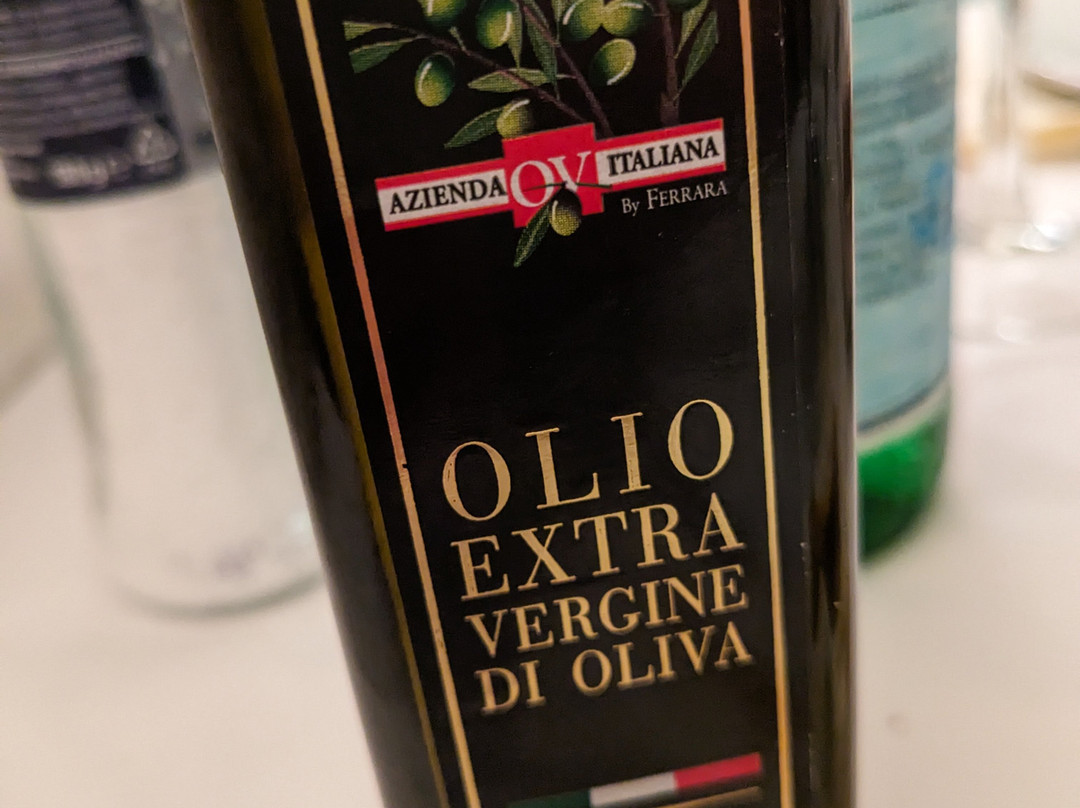 AZIENDA OV ITALIANA
By FERRARA
OLIO
EXTRA
VERGINE
DI OLIVA